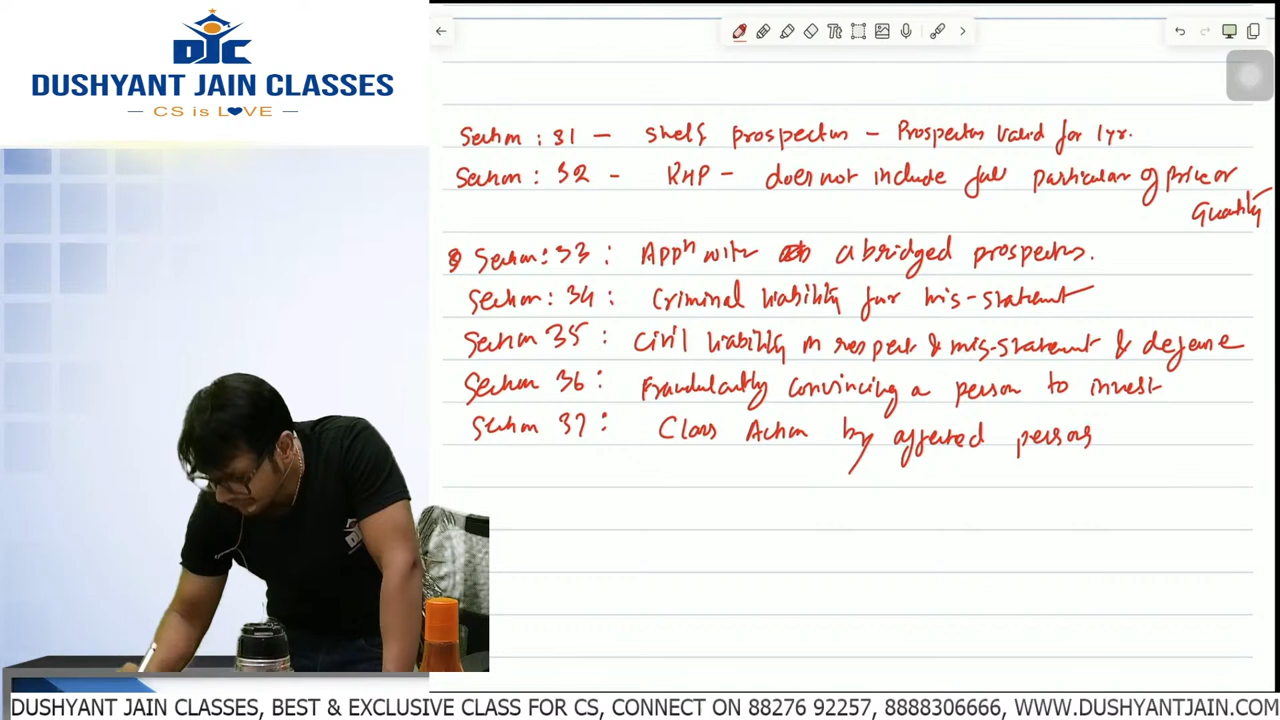 DJC
DUSHYANT JAIN CLASSES
— CS is L♥VE —
Section : 31 – shelf prospectus – Prospectus valid for 1yr.
Section : 32 – RHP – does not include full particular of price or
Quantity
Section : 33 : Appn with abridged prospectus.
Section : 34 : Criminal liability for mis-statement
Section 35 : Civil liability in respect & mis-statement & defense
Section 36 : Fraudulantly convincing a person to invest
Section 37 : Class Action by affected persons
DUSHYANT JAIN CLASSES, BEST & EXCLUSIVE CLASS FOR CS, CONNECT ON 88276 92257, 8888306666, WWW.DUSHYANTJAIN.COM